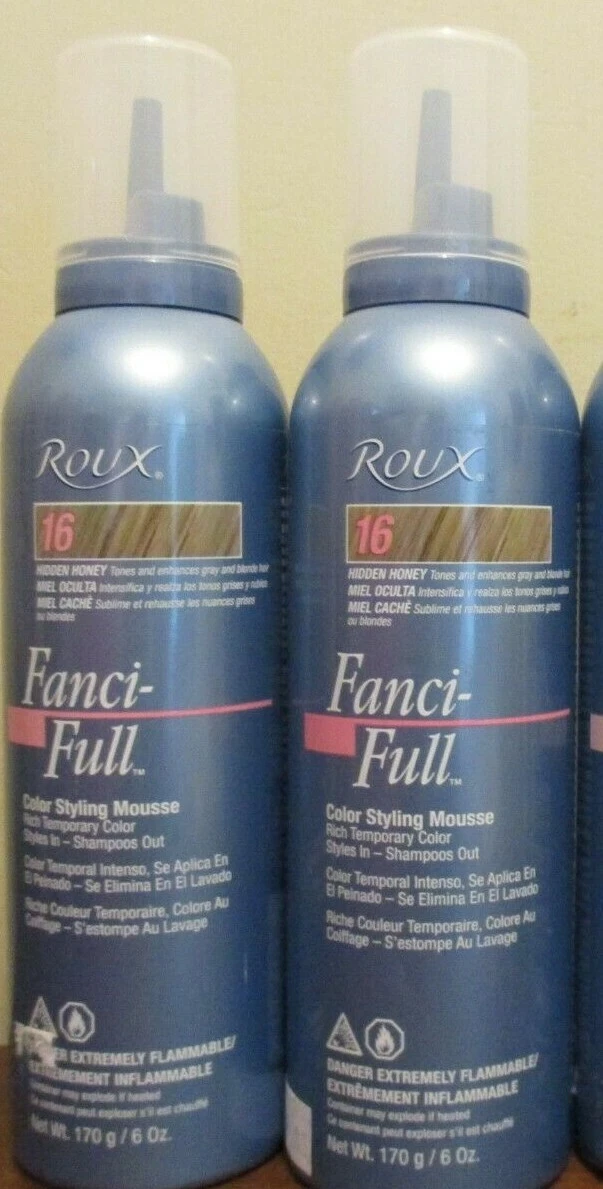 ROUX®
16
HIDDEN HONEY Tones and enhances gray and blonde hair
MIEL OCULTA Intensifica y realza los tonos grises y rubios
MIEL CACHÉ Sublime et rehausse les nuances grises
ou blondes
Fanci-
Full™
Color Styling Mousse
Rich Temporary Color
Styles In – Shampoos Out
Color Temporal Intenso, Se Aplica En
El Peinado – Se Elimina En El Lavado
Riche Couleur Temporaire, Colore Au
Coiffage – S'estompe Au Lavage
EXTREMELY FLAMMABLE/
EXTRÊMEMENT INFLAMMABLE
Container may explode if heated
Ce contenant peut exploser s'il est chauffé
Net Wt. 170 g / 6 Oz.
ROUX®
16
HIDDEN HONEY Tones and enhances gray and blonde hair
MIEL OCULTA Intensifica y realza los tonos grises y rubios
MIEL CACHÉ Sublime et rehausse les nuances grises
ou blondes
Fanci-
Full™
Color Styling Mousse
Rich Temporary Color
Styles In – Shampoos Out
Color Temporal Intenso, Se Aplica En
El Peinado – Se Elimina En El Lavado
Riche Couleur Temporaire, Colore Au
Coiffage – S'estompe Au Lavage
DANGER EXTREMELY FLAMMABLE/
EXTRÊMEMENT INFLAMMABLE
Container may explode if heated
Ce contenant peut exploser s'il est chauffé
Net Wt. 170 g / 6 Oz.